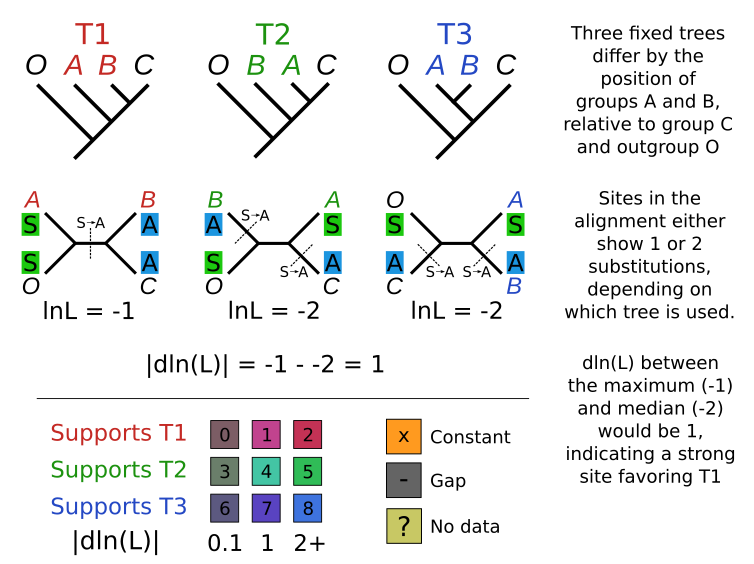 T1 T2 T3
O A B C O B A C O A B C
Three fixed trees
differ by the
position of
groups A and B,
relative to group C
and outgroup O
A B B A O A
S S→A A A S→A S S S
S A S S→A A A S→A S→A A
O C O C C B
lnL = -1 lnL = -2 lnL = -2
Sites in the
alignment either
show 1 or 2
substitutions,
depending on
which tree is used.
|dln(L)| = -1 - -2 = 1
dln(L) between
the maximum (-1)
and median (-2)
would be 1,
indicating a strong
site favoring T1
Supports T1 0 1 2
Supports T2 3 4 5
Supports T3 6 7 8
|dln(L)| 0.1 1 2+
x Constant
- Gap
? No data